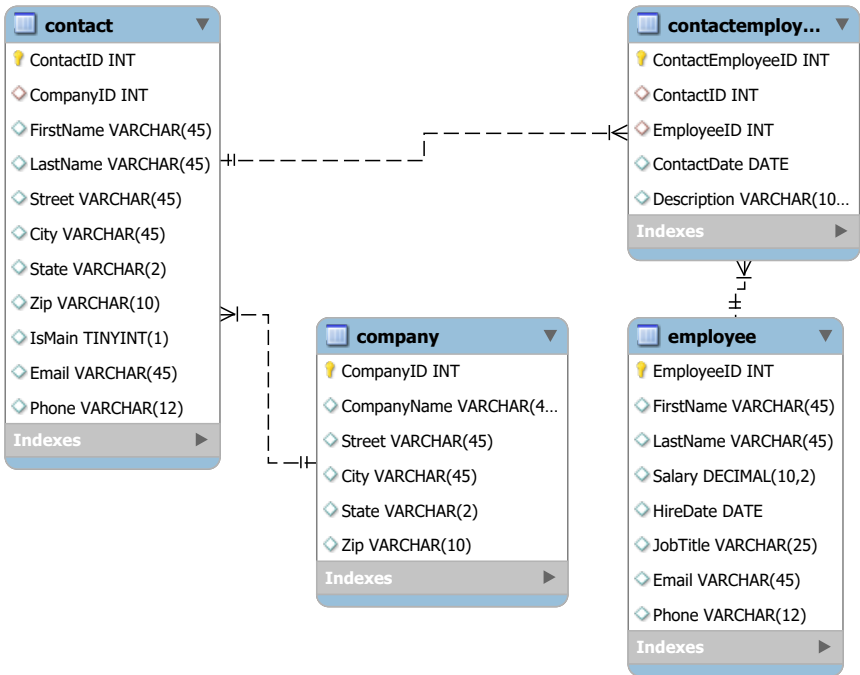 contact
ContactID INT
CompanyID INT
FirstName VARCHAR(45)
LastName VARCHAR(45)
Street VARCHAR(45)
City VARCHAR(45)
State VARCHAR(2)
Zip VARCHAR(10)
IsMain TINYINT(1)
Email VARCHAR(45)
Phone VARCHAR(12)
Indexes
contactemploy...
ContactEmployeeID INT
ContactID INT
EmployeeID INT
ContactDate DATE
Description VARCHAR(10...
Indexes
company
CompanyID INT
CompanyName VARCHAR(4...
Street VARCHAR(45)
City VARCHAR(45)
State VARCHAR(2)
Zip VARCHAR(10)
Indexes
employee
EmployeeID INT
FirstName VARCHAR(45)
LastName VARCHAR(45)
Salary DECIMAL(10,2)
HireDate DATE
JobTitle VARCHAR(25)
Email VARCHAR(45)
Phone VARCHAR(12)
Indexes